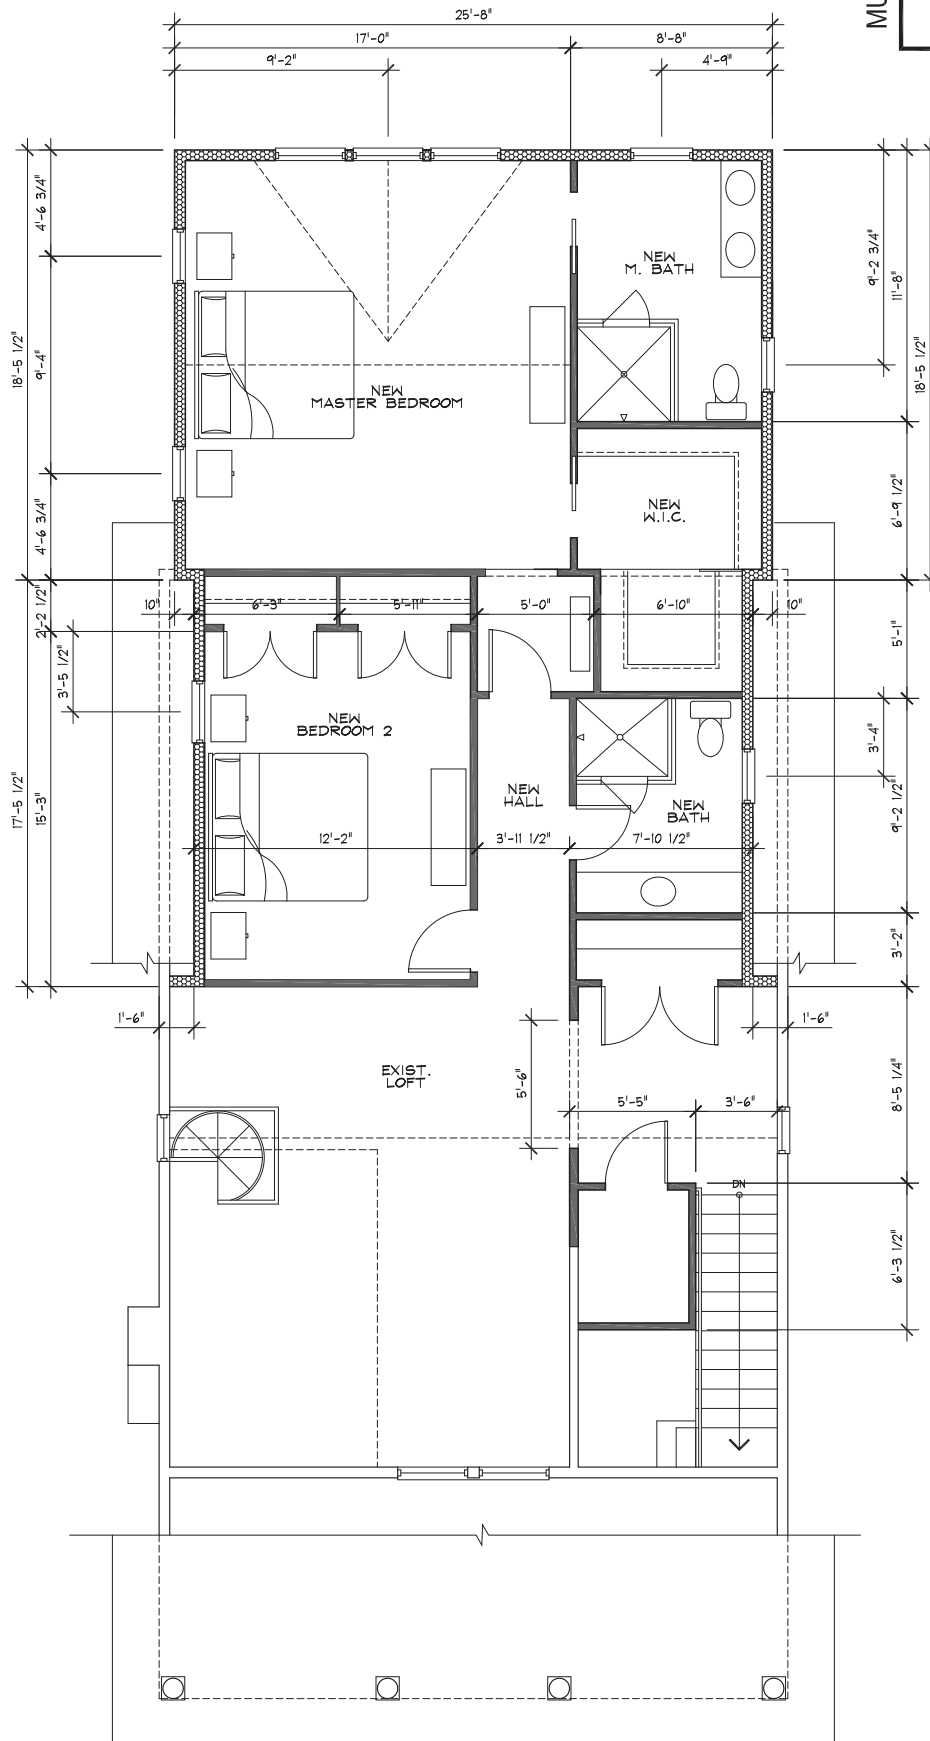 MU
25'-8"
17'-0"
8'-8"
9'-2"
4'-9"
4'-6 3/4"
9'-4"
4'-6 3/4"
18'-5 1/2"
9'-2 3/4"
11'-8"
18'-5 1/2"
6'-9 1/2"
NEW
M. BATH
NEW
MASTER BEDROOM
NEW
W.I.C.
10"
6'-3"
5'-11"
5'-0"
6'-10"
10"
2'-2 1/2"
3'-5 1/2"
5'-1"
NEW
BEDROOM 2
17'-5 1/2"
15'-3"
3'-4"
9'-2 1/2"
NEW
HALL
NEW
BATH
12'-2"
3'-11 1/2"
7'-10 1/2"
3'-2"
1'-6"
1'-6"
EXIST.
LOFT
5'-6"
8'-5 1/4"
5'-5"
3'-6"
DN
6'-3 1/2"